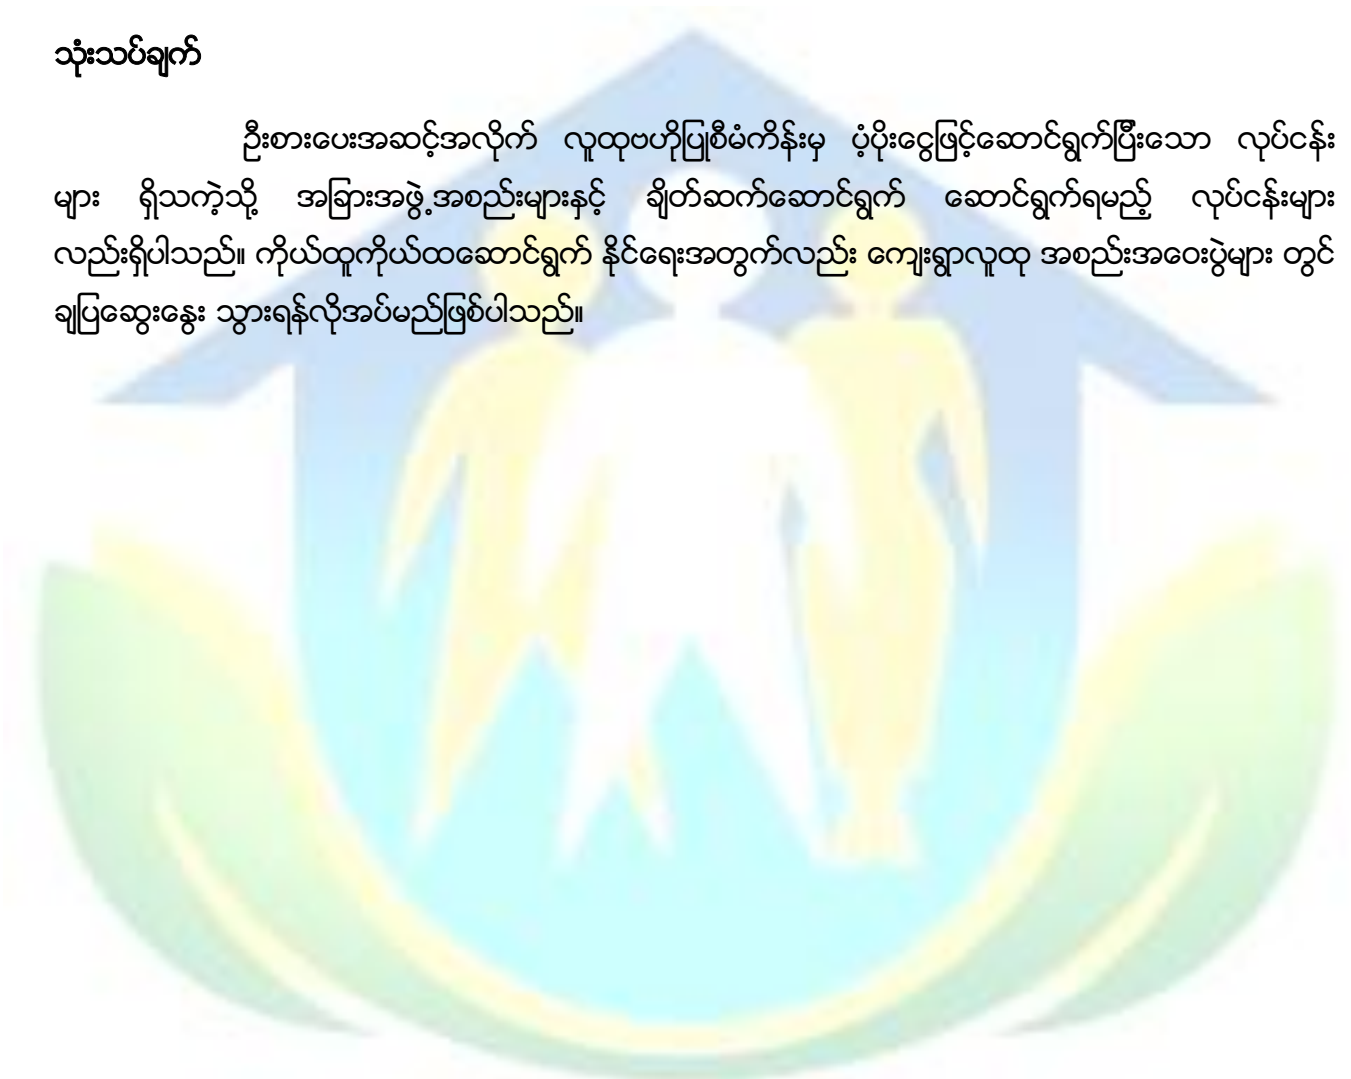 သုံးသပ်ချက်
ဦးစားပေးအဆင့်အလိုက် လူထုဗဟိုပြုစီမံကိန်းမှ ပံ့ပိုးငွေဖြင့်ဆောင်ရွက်ပြီးသော လုပ်ငန်း
များ ရှိသကဲ့သို့ အခြားအဖွဲ့အစည်းများနှင့် ချိတ်ဆက်ဆောင်ရွက် ဆောင်ရွက်ရမည့် လုပ်ငန်းများ
လည်းရှိပါသည်။ ကိုယ်ထူကိုယ်ထဆောင်ရွက် နိုင်ရေးအတွက်လည်း ကျေးရွာလူထု အစည်းအဝေးပွဲများ တွင်
ချပြဆွေးနွေး သွားရန်လိုအပ်မည်ဖြစ်ပါသည်။